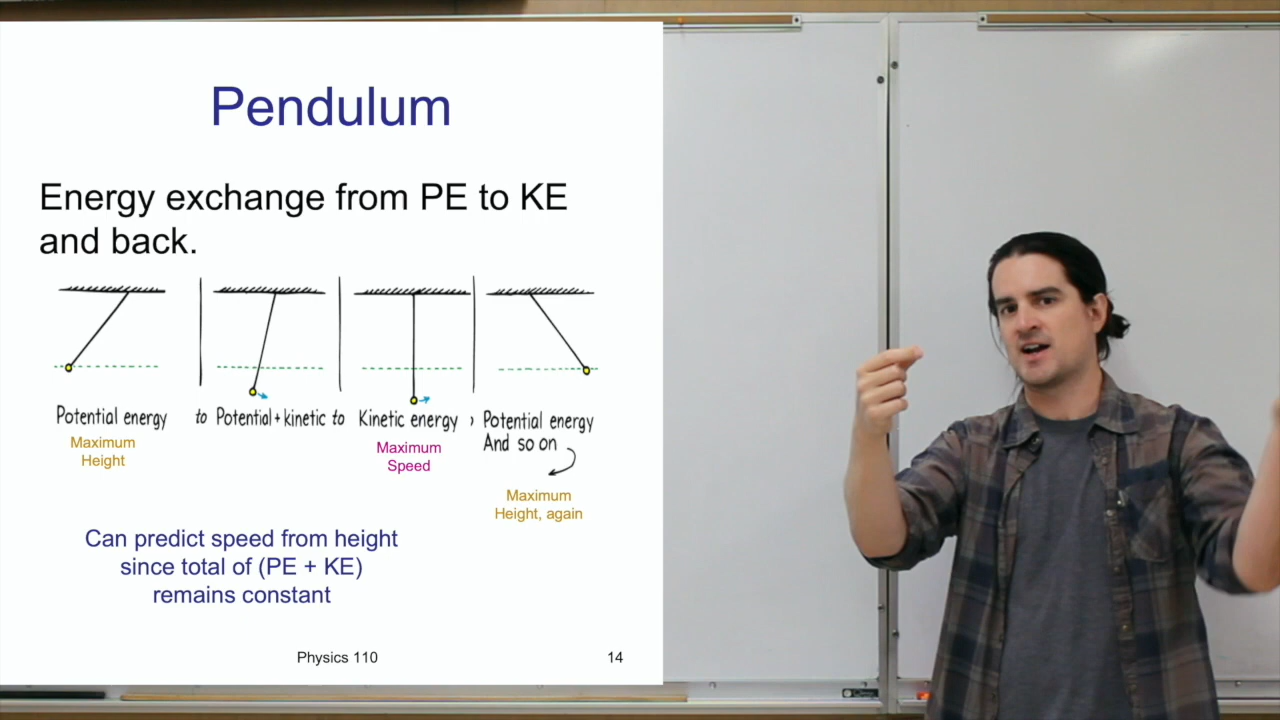 Pendulum
Energy exchange from PE to KE
and back.
Potential energy to Potential + kinetic to Kinetic energy , Potential energy
And so on
Maximum
Height
Maximum
Speed
Maximum
Height, again
Can predict speed from height
since total of (PE + KE)
remains constant
Physics 110
14